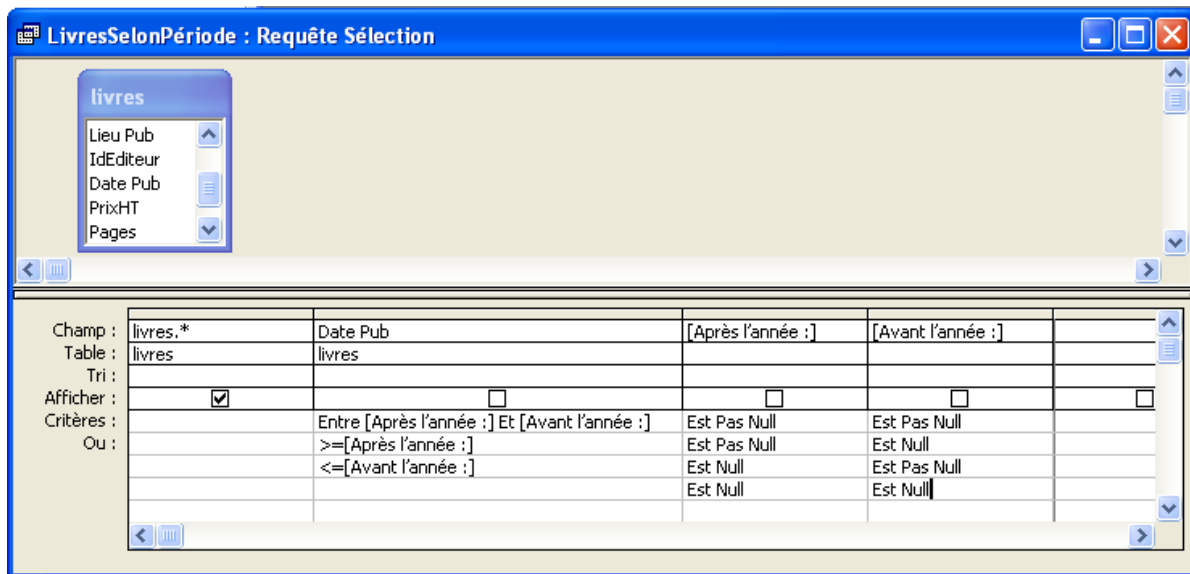 LivresSelonPériode : Requête Sélection
livres
Lieu Pub
IdEditeur
Date Pub
PrixHT
Pages
Champ : livres.* Date Pub [Après l'année :] [Avant l'année :]
Table : livres livres
Tri :
Afficher :
Critères : Entre [Après l'année :] Et [Avant l'année :] Est Pas Null Est Pas Null
Ou : >=[Après l'année :] Est Pas Null Est Null
<=[Avant l'année :] Est Null Est Pas Null
Est Null Est Null